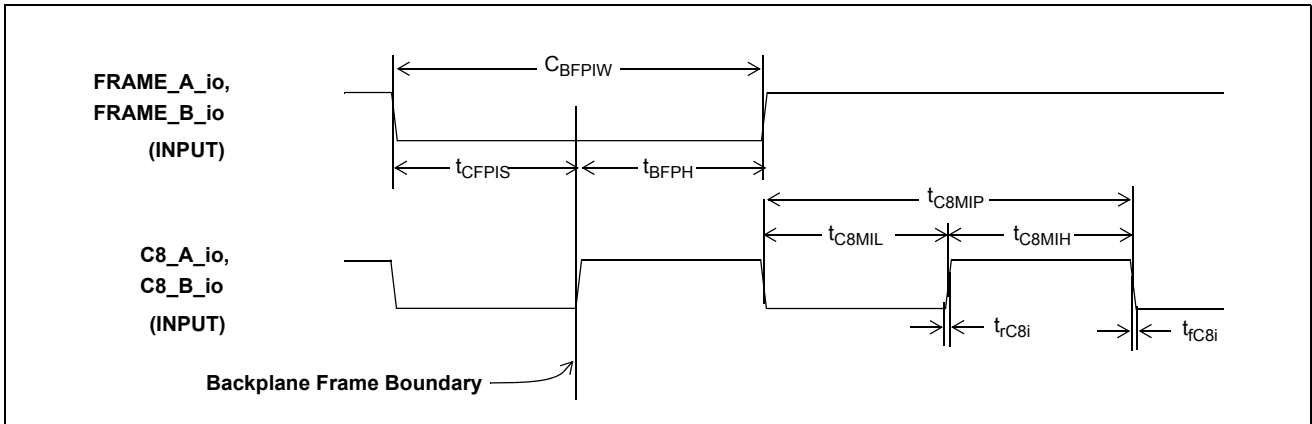 FRAME_A_io,
FRAME_B_io
(INPUT)
CBFPIW
tCFPIS
tBFPH
tC8MIP
tC8MIL
tC8MIH
C8_A_io,
C8_B_io
(INPUT)
trC8i
tfC8i
Backplane Frame Boundary